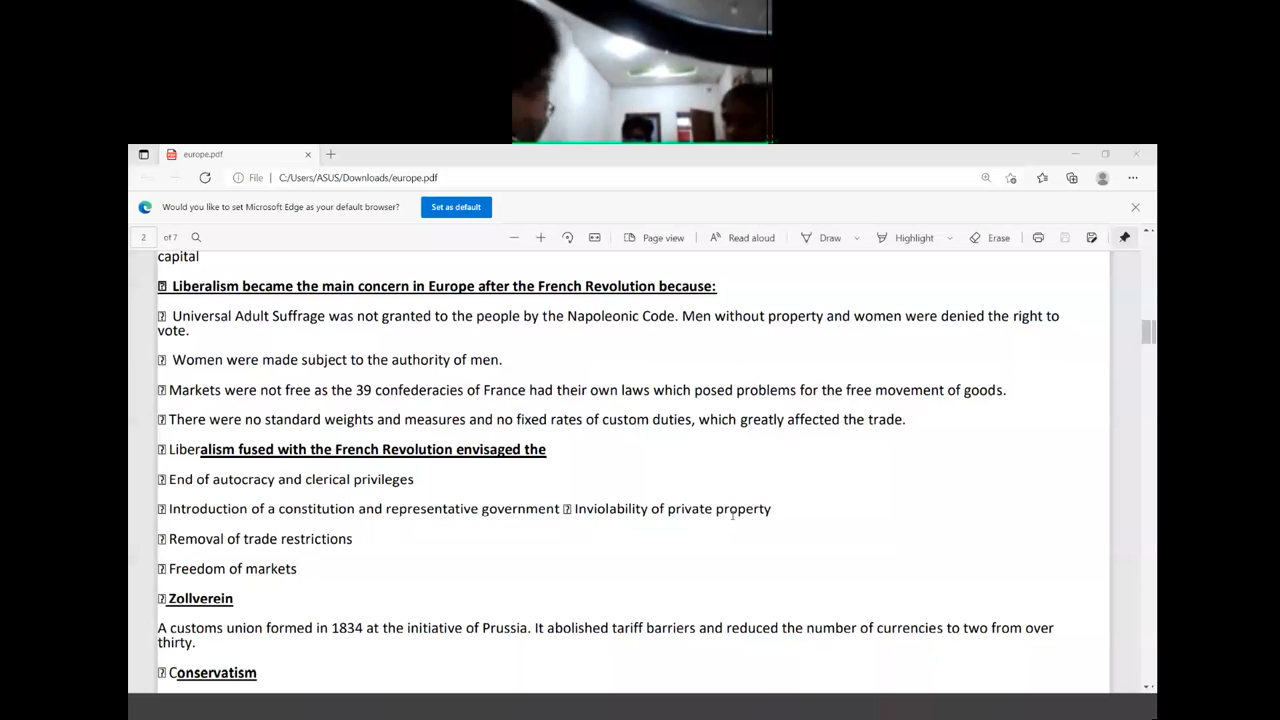 europe.pdf
File C:/Users/ASUS/Downloads/europe.pdf
Would you like to set Microsoft Edge as your default browser? Set as default
2 of 7 Page view Read aloud Draw Highlight Erase
capital
Liberalism became the main concern in Europe after the French Revolution because:
Universal Adult Suffrage was not granted to the people by the Napoleonic Code. Men without property and women were denied the right to
vote.
Women were made subject to the authority of men.
Markets were not free as the 39 confederacies of France had their own laws which posed problems for the free movement of goods.
There were no standard weights and measures and no fixed rates of custom duties, which greatly affected the trade.
Liberalism fused with the French Revolution envisaged the
End of autocracy and clerical privileges
Introduction of a constitution and representative government Inviolability of private property
Removal of trade restrictions
Freedom of markets
Zollverein
A customs union formed in 1834 at the initiative of Prussia. It abolished tariff barriers and reduced the number of currencies to two from over
thirty.
Conservatism